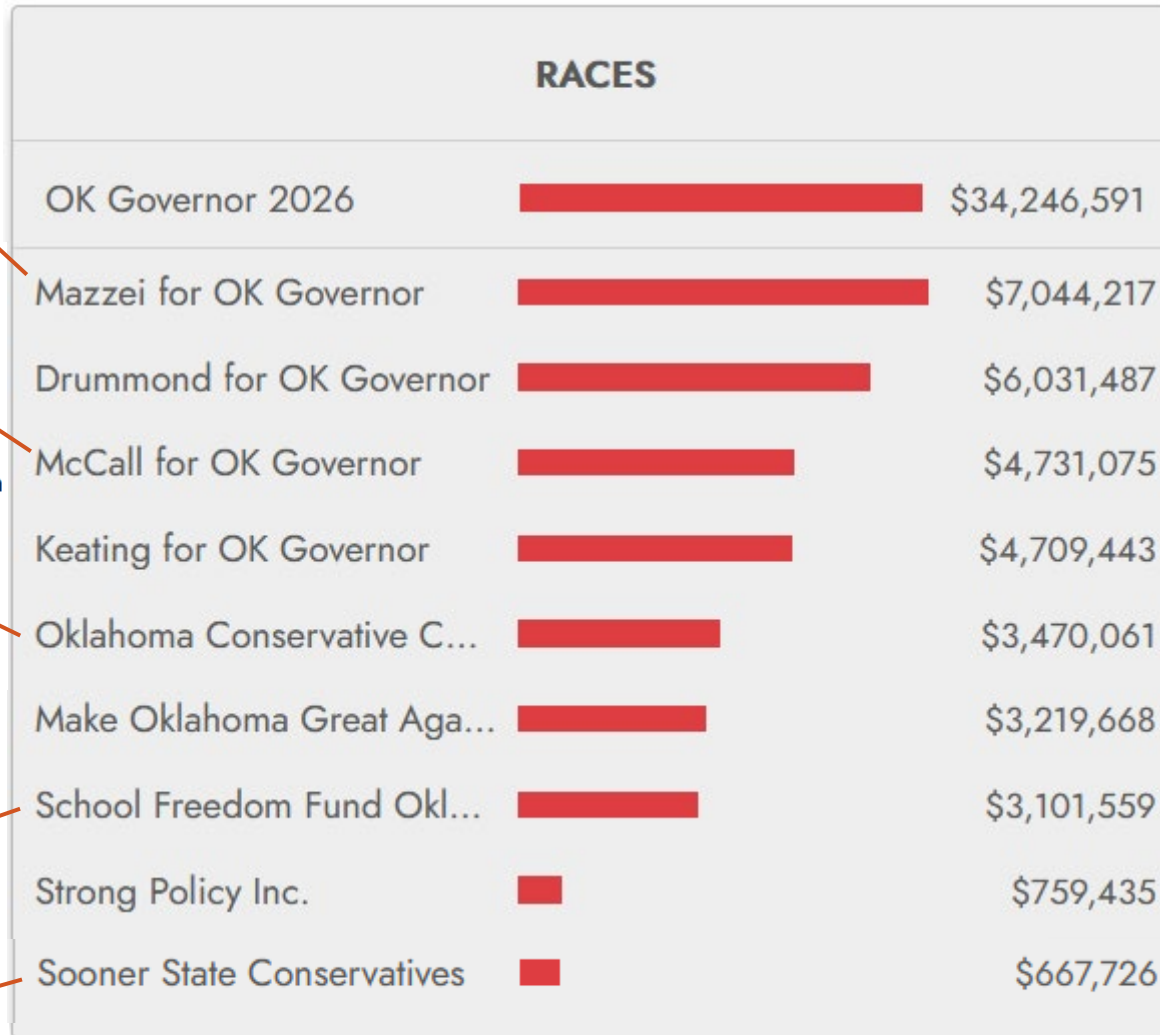 RACES
OK Governor 2026 $34,246,591
Mazzei for OK Governor $7,044,217
Drummond for OK Governor $6,031,487
McCall for OK Governor $4,731,075
Keating for OK Governor $4,709,443
Oklahoma Conservative C... $3,470,061
Make Oklahoma Great Aga... $3,219,668
School Freedom Fund Okl... $3,101,559
Strong Policy Inc. $759,435
Sooner State Conservatives $667,726